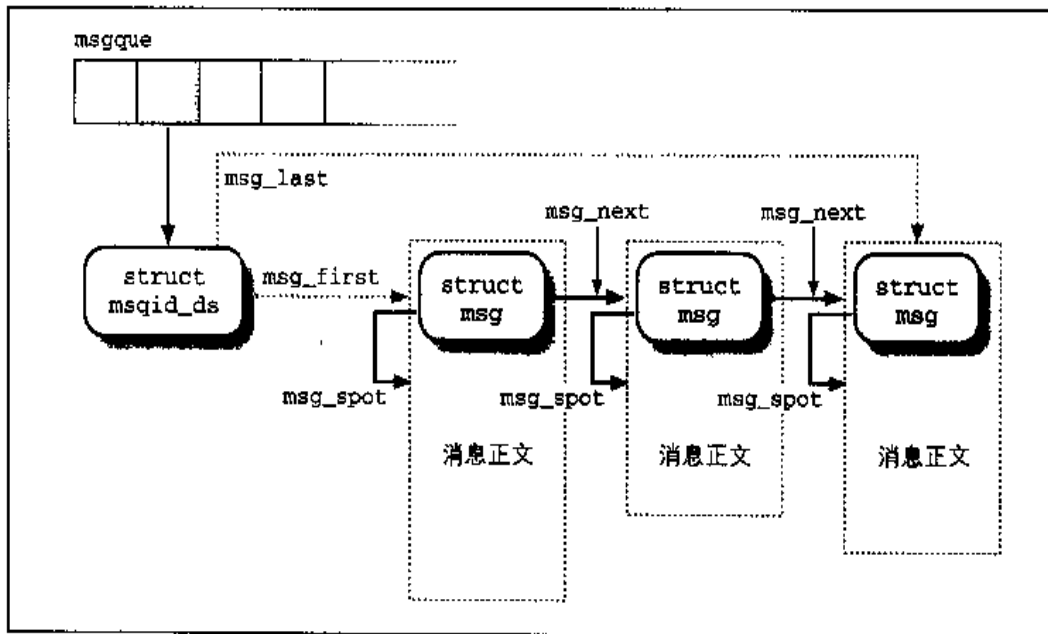 msgque
msg_last
msg_next
msg_next
struct
msqid_ds
msg_first
struct
msg
struct
msg
struct
msg
msg_spot
msg_spot
msg_spot
消息正文
消息正文
消息正文